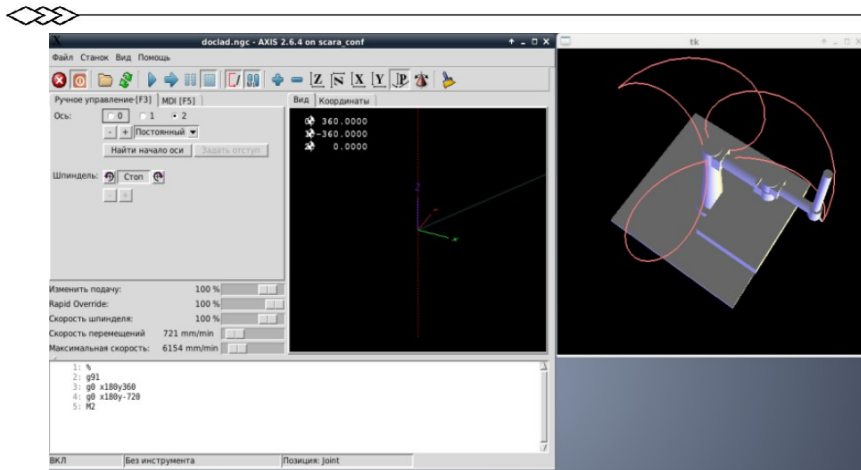 doclad.ngc - AXIS 2.6.4 on scara_conf
tk
Файл Станок Вид Помощь
Z N X Y P
Ручное управление [F3] MDI [F5]
Вид Координаты
Ось: 0 1 2
- + Постоянный
Найти начало оси Задать отступ
Шпиндель: Стоп
- +
0 360.0000
1 -360.0000
2 0.0000
Z
X
Изменить подачу: 100 %
Rapid Override: 100 %
Скорость шпинделя: 100 %
Скорость перемещений 721 mm/min
Максимальная скорость: 6154 mm/min
1: %
2: g91
3: g0 x180y360
4: g0 x180y-720
5: M2
ВКЛ Без инструмента Позиция: Joint